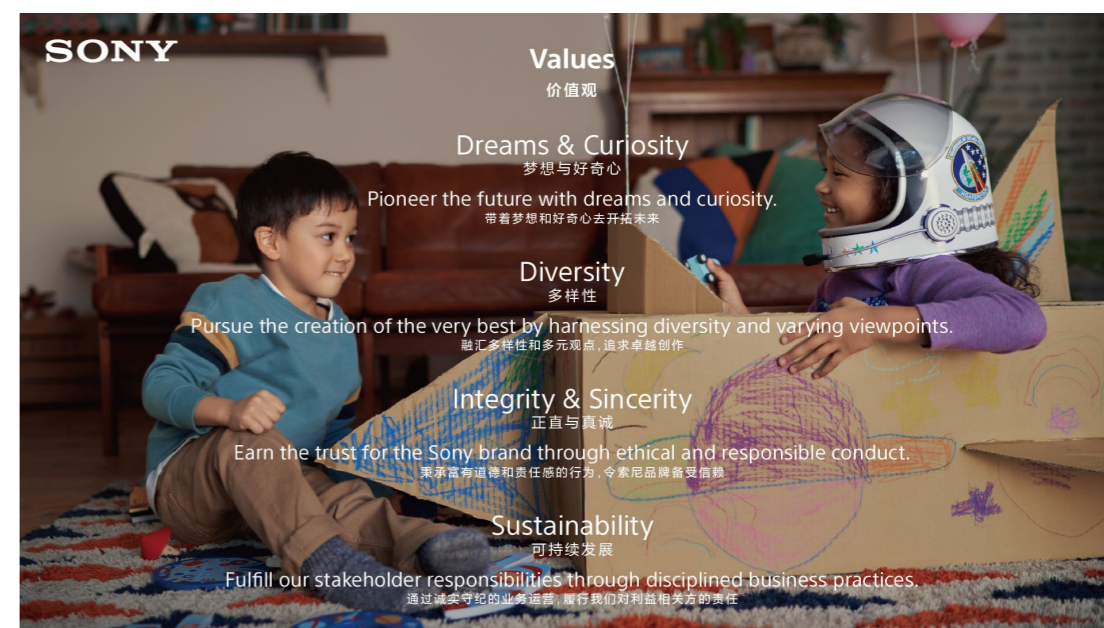 SONY
Values
价值观
Dreams & Curiosity
梦想与好奇心
Pioneer the future with dreams and curiosity.
带着梦想和好奇心去开拓未来
Diversity
多样性
Pursue the creation of the very best by harnessing diversity and varying viewpoints.
融汇多样性和多元观点,追求卓越创作
Integrity & Sincerity
正直与真诚
Earn the trust for the Sony brand through ethical and responsible conduct.
秉承富有道德和责任感的行为,令索尼品牌备受信赖
Sustainability
可持续发展
Fulfill our stakeholder responsibilities through disciplined business practices.
通过诚实守纪的业务运营,履行我们对利益相关方的责任